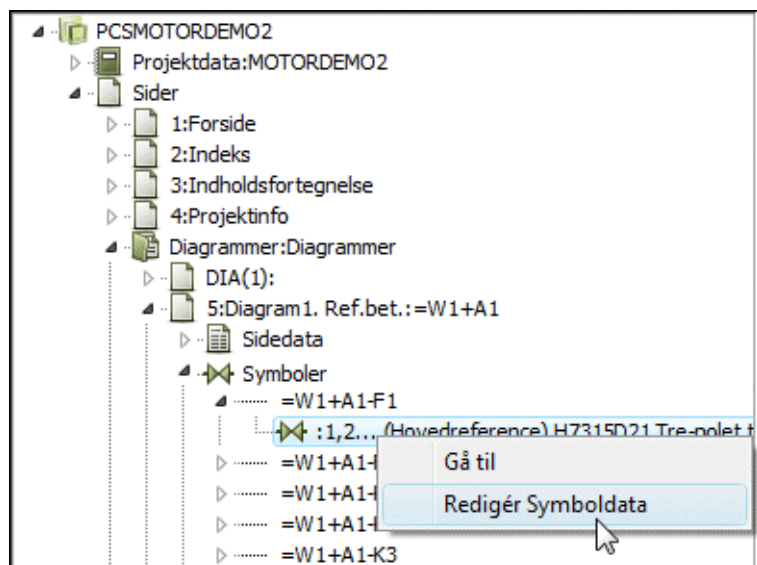 PCSMOTORDEMO2
Projektdata:MOTORDEMO2
Sider
1:Forside
2:Indeks
3:Indholdsfortegnelse
4:Projektinfo
Diagrammer:Diagrammer
DIA(1):
5:Diagram1. Ref.bet.:=W1+A1
Sidedata
Symboler
=W1+A1-F1
:1,2... (Hovedreference) H7315D21 Tre-polet t
=W1+A1-
Gå til
=W1+A1-
Redigér Symboldata
=W1+A1-
=W1+A1-K3